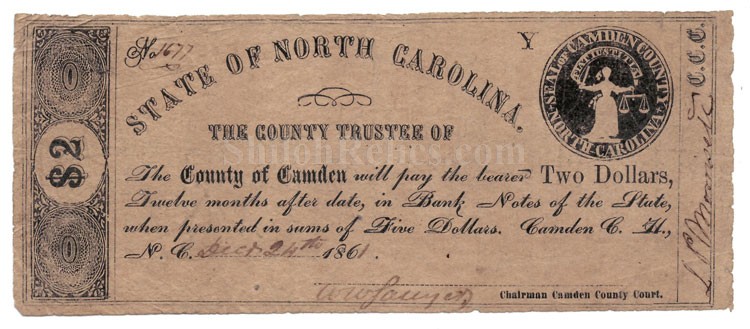 No 1677
Y
STATE OF NORTH CAROLINA.
SEAL OF CAMDEN COUNTY
NORTH CAROLINA
THE COUNTY TRUSTEE OF
ShilohRelics.com
The County of Camden will pay the bearer Two Dollars,
Twelve months after date, in Bank Notes of the State,
when presented in sums of Five Dollars. Camden C. H.,
N. C. Decr 24th 1861.
Chairman Camden County Court.
$2
C. C. C.